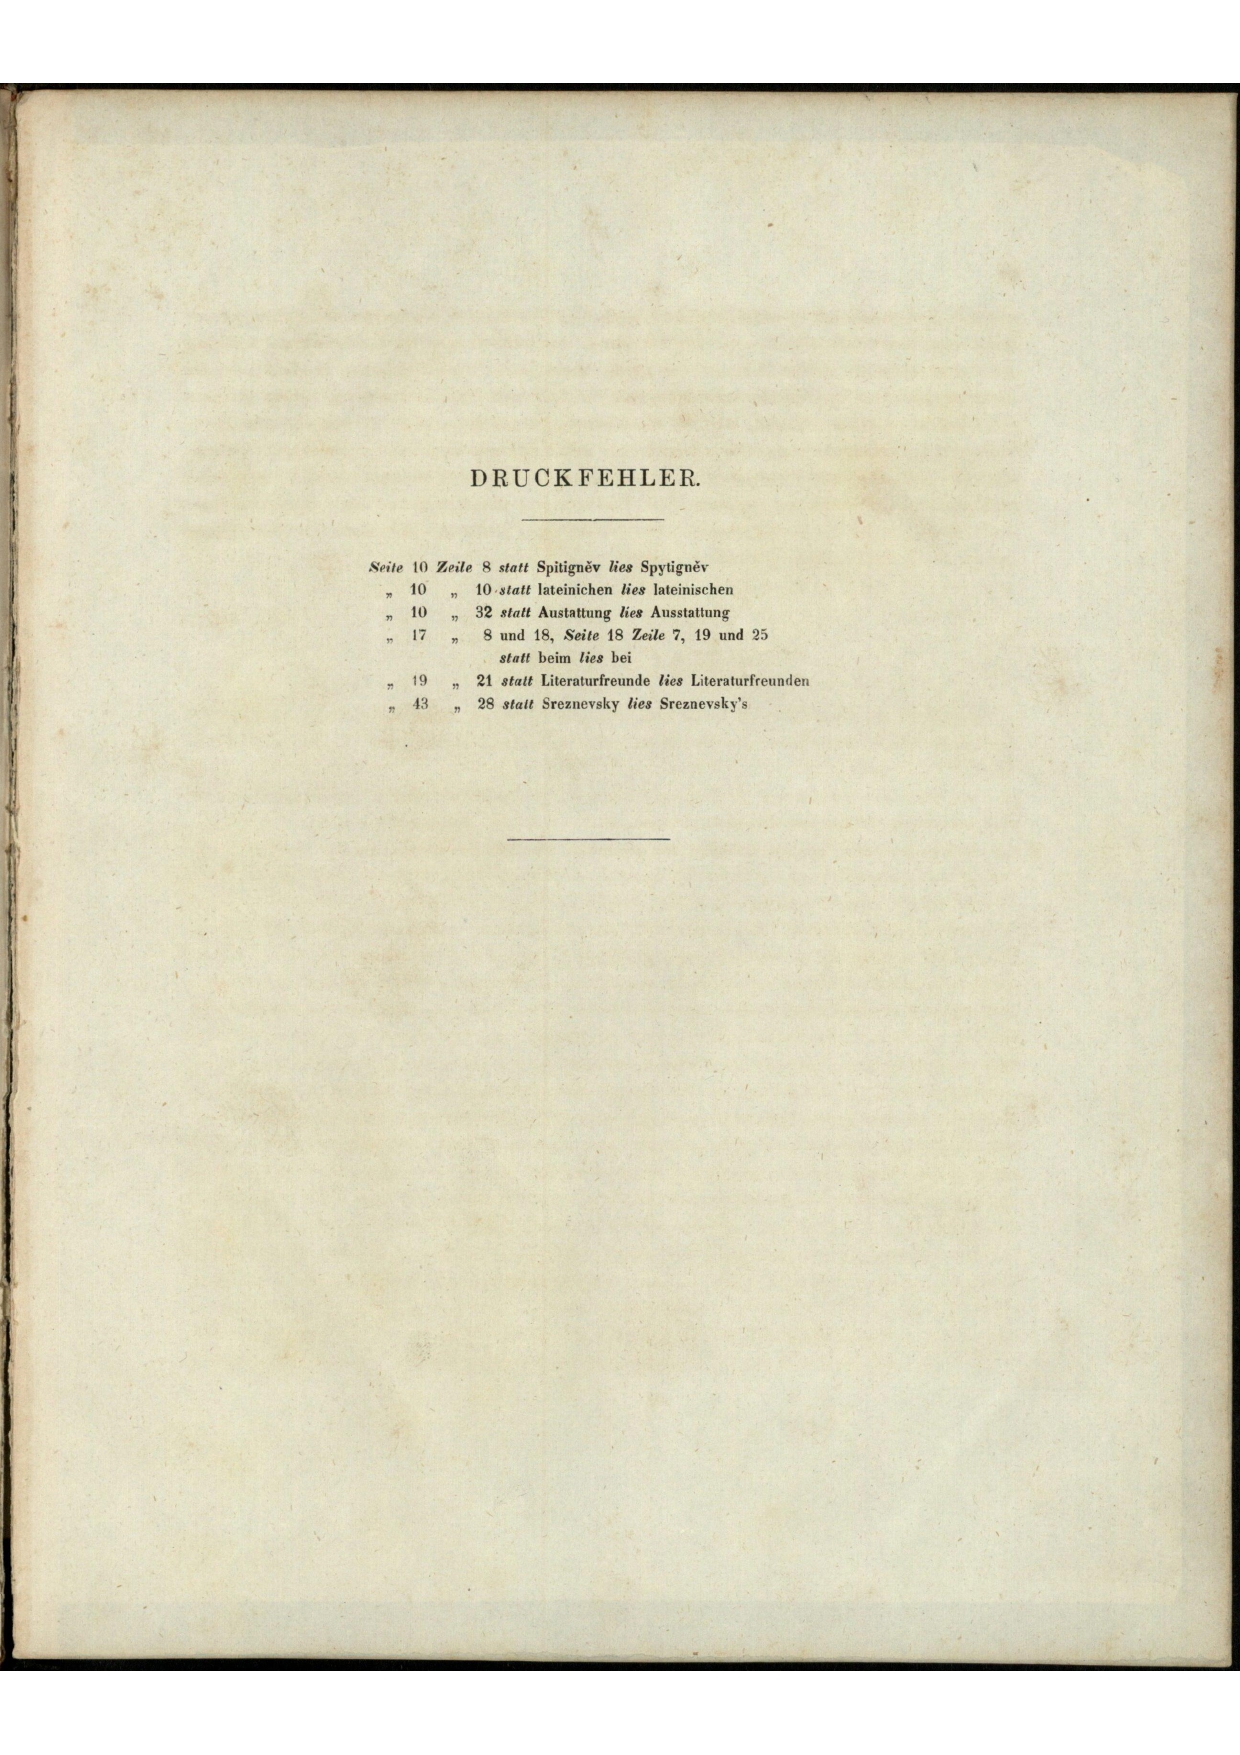 DRUCKFEHLER.
Seite 10 Zeile 8 statt Spitigněv lies Spytigněv
„ 10 „ 10 statt lateinichen lies lateinischen
„ 10 „ 32 statt Austattung lies Ausstattung
„ 17 „ 8 und 18, Seite 18 Zeile 7, 19 und 25
statt beim lies bei
„ 19 „ 21 statt Literaturfreunde lies Literaturfreunden
„ 43 „ 28 statt Sreznevsky lies Sreznevsky's